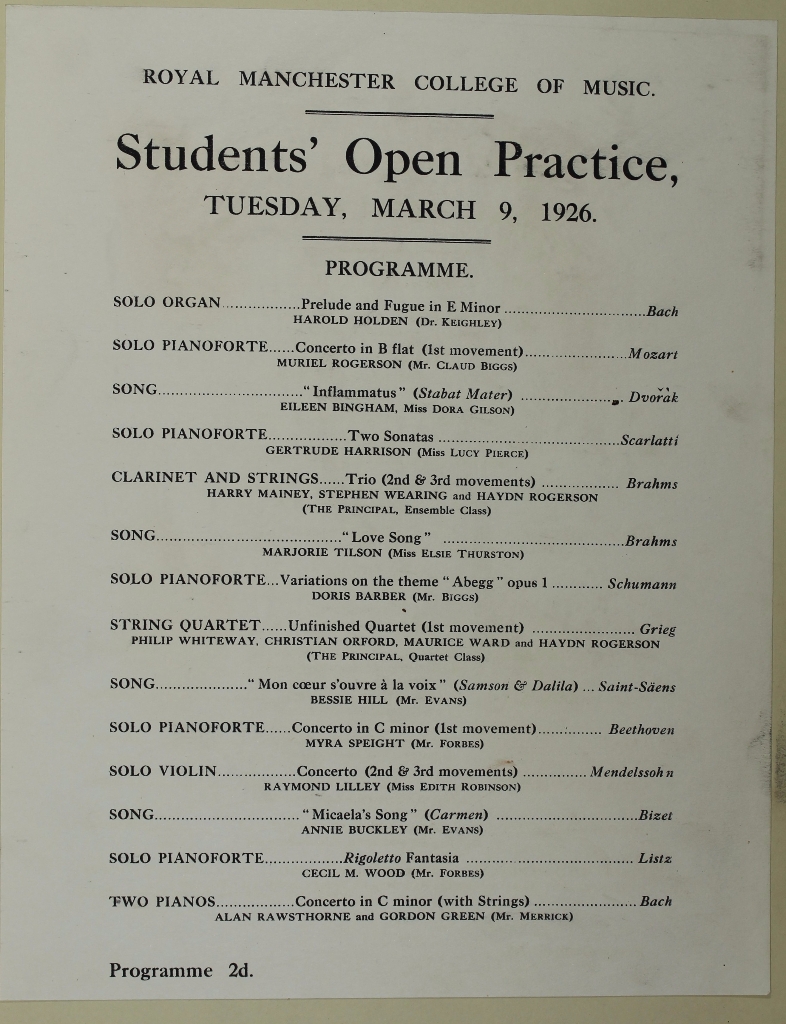 ROYAL MANCHESTER COLLEGE OF MUSIC.
Students' Open Practice,
TUESDAY, MARCH 9, 1926.
PROGRAMME.
SOLO ORGAN..................Prelude and Fugue in E Minor.................................Bach
HAROLD HOLDEN (Dr. KEIGHLEY)
SOLO PIANOFORTE......Concerto in B flat (1st movement)........................Mozart
MURIEL ROGERSON (Mr. CLAUD BIGGS)
SONG.................................."Inflammatus" (Stabat Mater) ........................ Dvořàk
EILEEN BINGHAM, Miss DORA GILSON)
SOLO PIANOFORTE..................Two Sonatas ..........................................Scarlatti
GERTRUDE HARRISON (Miss LUCY PIERCE)
CLARINET AND STRINGS......Trio (2nd & 3rd movements) .................. Brahms
HARRY MAINEY, STEPHEN WEARING and HAYDN ROGERSON
(THE PRINCIPAL, Ensemble Class)
SONG..........................................."Love Song" ..........................................Brahms
MARJORIE TILSON (Miss ELSIE THURSTON)
SOLO PIANOFORTE...Variations on the theme "Abegg" opus 1 ............ Schumann
DORIS BARBER (Mr. BIGGS)
STRING QUARTET......Unfinished Quartet (1st movement) ........................ Grieg
PHILIP WHITEWAY, CHRISTIAN ORFORD, MAURICE WARD and HAYDN ROGERSON
(THE PRINCIPAL, Quartet Class)
SONG....................."Mon cœur s'ouvre à la voix" (Samson & Dalila) ... Saint-Säens
BESSIE HILL (Mr. EVANS)
SOLO PIANOFORTE......Concerto in C minor (1st movement)............... Beethoven
MYRA SPEIGHT (Mr. FORBES)
SOLO VIOLIN..................Concerto (2nd & 3rd movements) ............... Mendelssohn
RAYMOND LILLEY (Miss EDITH ROBINSON)
SONG.................................."Micaela's Song" (Carmen) .................................Bizet
ANNIE BUCKLEY (Mr. EVANS)
SOLO PIANOFORTE..................Rigoletto Fantasia ....................................... Listz
CECIL M. WOOD (Mr. FORBES)
TWO PIANOS..................Concerto in C minor (with Strings) ........................ Bach
ALAN RAWSTHORNE and GORDON GREEN (Mr. MERRICK)
Programme 2d.